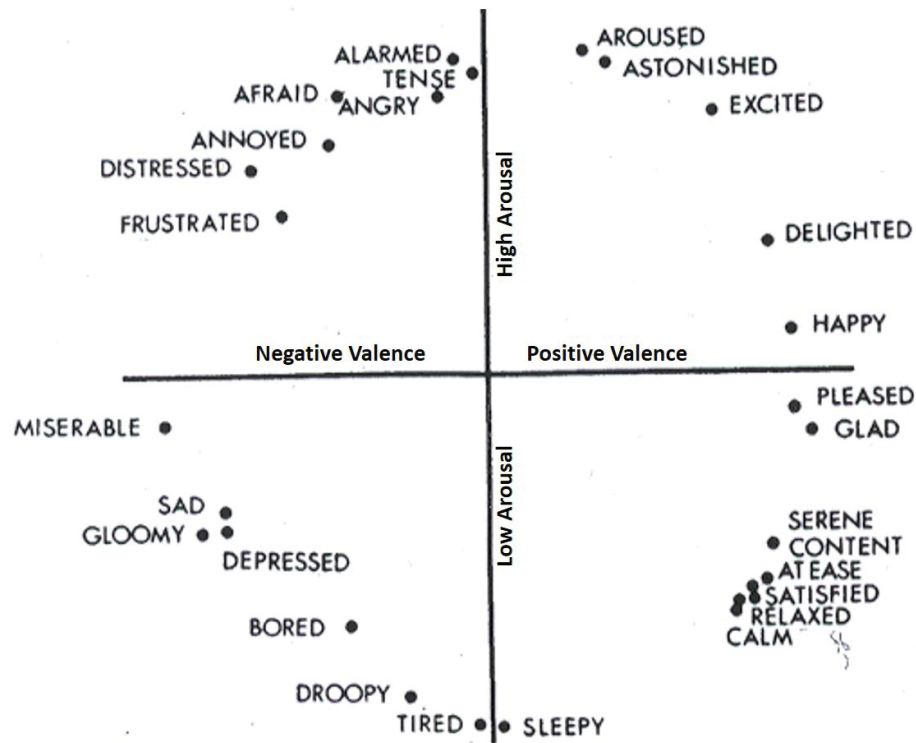 AROUSED
ALARMED
ASTONISHED
TENSE
AFRAID
ANGRY
EXCITED
ANNOYED
DISTRESSED
FRUSTRATED
High Arousal
DELIGHTED
HAPPY
Negative Valence
Positive Valence
PLEASED
MISERABLE
GLAD
Low Arousal
SAD
SERENE
GLOOMY
CONTENT
DEPRESSED
AT EASE
SATISFIED
RELAXED
BORED
CALM
DROOPY
TIRED
SLEEPY